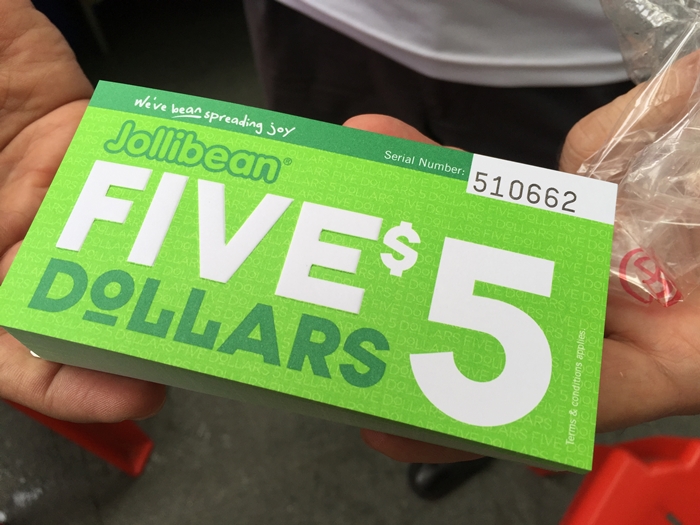 We've bean spreading joy
Jollibean®
Serial Number: 510662
FIVE
DOLLARS
$5
Terms & conditions applies.